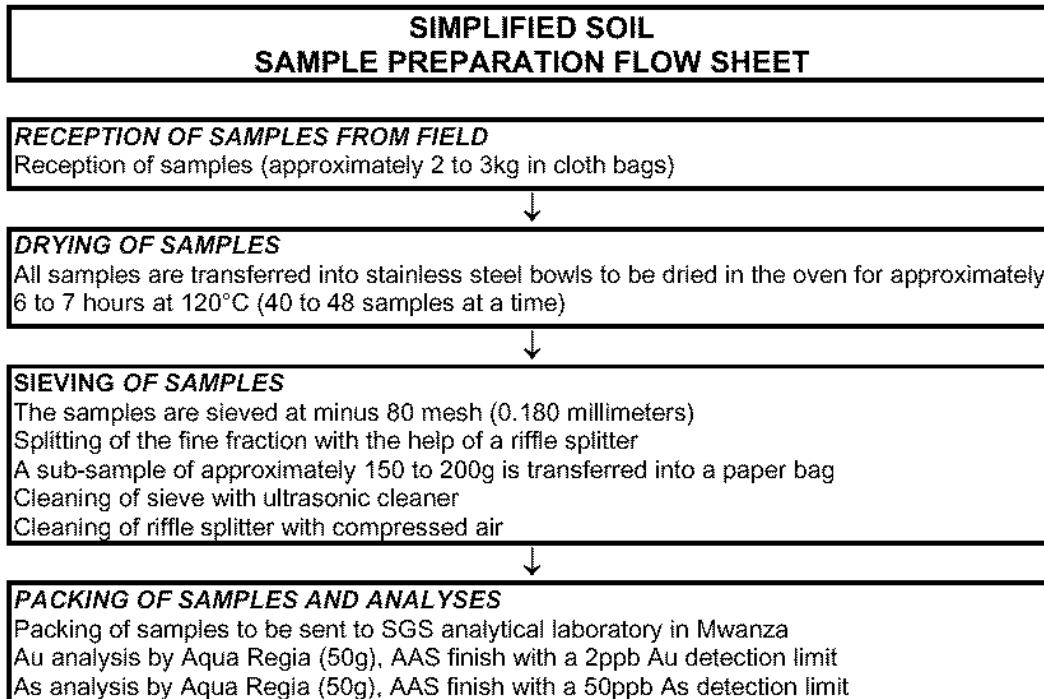 SIMPLIFIED SOIL
SAMPLE PREPARATION FLOW SHEET
RECEPTION OF SAMPLES FROM FIELD
Reception of samples (approximately 2 to 3kg in cloth bags)
↓
DRYING OF SAMPLES
All samples are transferred into stainless steel bowls to be dried in the oven for approximately
6 to 7 hours at 120°C (40 to 48 samples at a time)
↓
SIEVING OF SAMPLES
The samples are sieved at minus 80 mesh (0.180 millimeters)
Splitting of the fine fraction with the help of a riffle splitter
A sub-sample of approximately 150 to 200g is transferred into a paper bag
Cleaning of sieve with ultrasonic cleaner
Cleaning of riffle splitter with compressed air
↓
PACKING OF SAMPLES AND ANALYSES
Packing of samples to be sent to SGS analytical laboratory in Mwanza
Au analysis by Aqua Regia (50g), AAS finish with a 2ppb Au detection limit
As analysis by Aqua Regia (50g), AAS finish with a 50ppb As detection limit